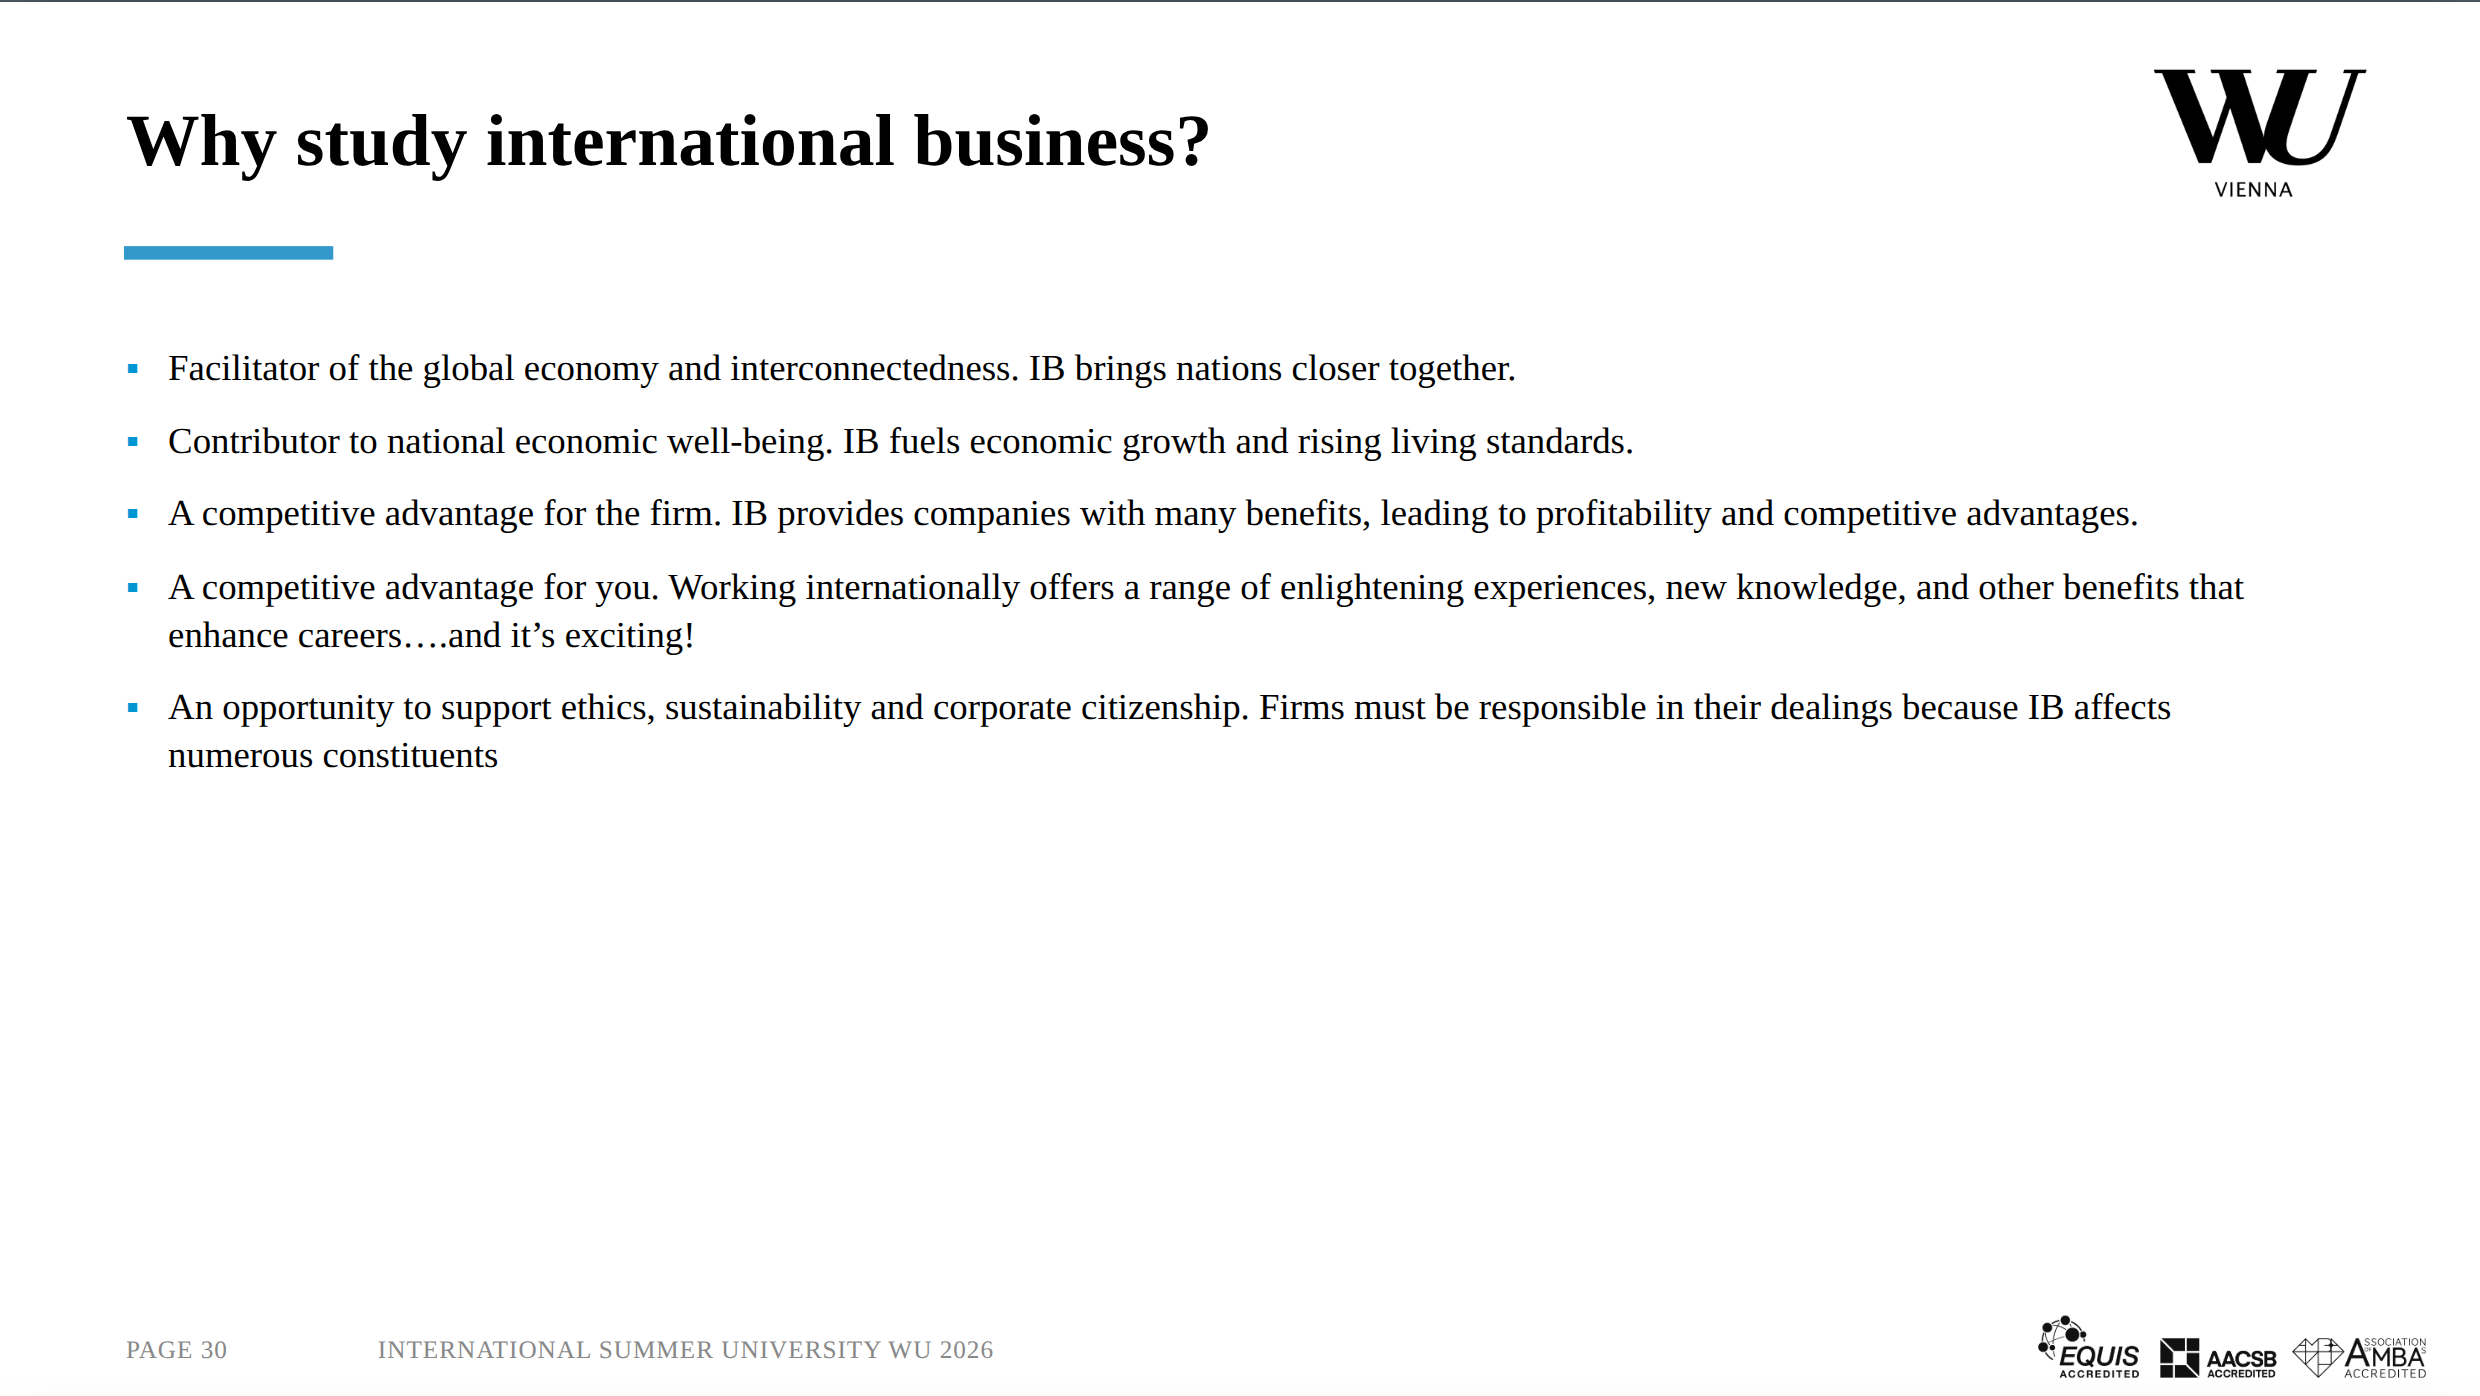 Why study international business?
WU
VIENNA
▪ Facilitator of the global economy and interconnectedness. IB brings nations closer together.
▪ Contributor to national economic well-being. IB fuels economic growth and rising living standards.
▪ A competitive advantage for the firm. IB provides companies with many benefits, leading to profitability and competitive advantages.
▪ A competitive advantage for you. Working internationally offers a range of enlightening experiences, new knowledge, and other benefits that
enhance careers….and it’s exciting!
▪ An opportunity to support ethics, sustainability and corporate citizenship. Firms must be responsible in their dealings because IB affects
numerous constituents
PAGE 30
INTERNATIONAL SUMMER UNIVERSITY WU 2026
EQUIS
ACCREDITED
AACSB
ACCREDITED
ASSOCIATION
OF
AMBAS
ACCREDITED